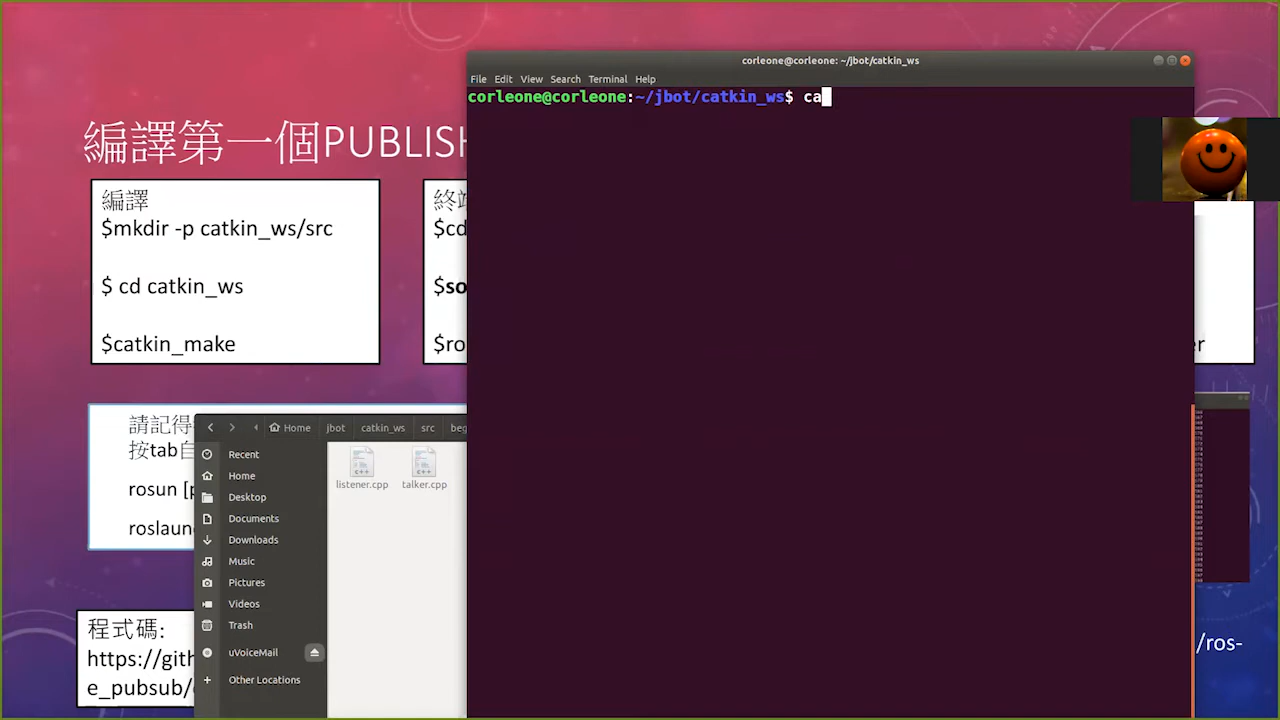 corleone@corleone: ~/jbot/catkin_ws
File Edit View Search Terminal Help
corleone@corleone:~/jbot/catkin_ws$ ca
編譯第一個PUBLISH
編譯
$mkdir -p catkin_ws/src
$ cd catkin_ws
$catkin_make
$cd
$so
$ro
er
請記得
按tab自
rosun [p
roslaun
Home jbot catkin_ws src beg
Recent
Home
Desktop
Documents
Downloads
Music
Pictures
Videos
Trash
uVoiceMail
Other Locations
listener.cpp talker.cpp
程式碼:
https://gith
e_pubsub/
/ros-